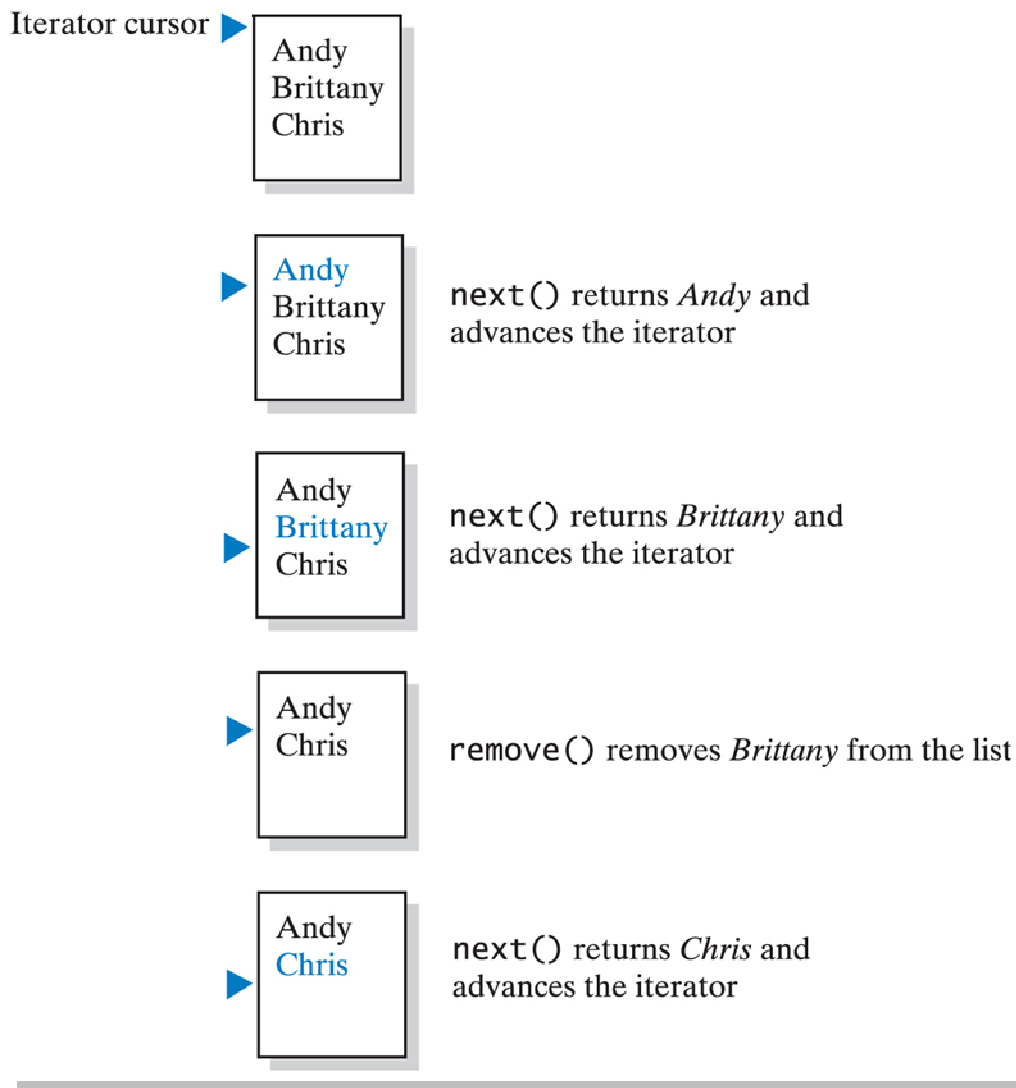 Iterator cursor
Andy
Brittany
Chris
Andy
Brittany
Chris
next() returns Andy and
advances the iterator
Andy
Brittany
Chris
next() returns Brittany and
advances the iterator
Andy
Chris
remove() removes Brittany from the list
Andy
Chris
next() returns Chris and
advances the iterator